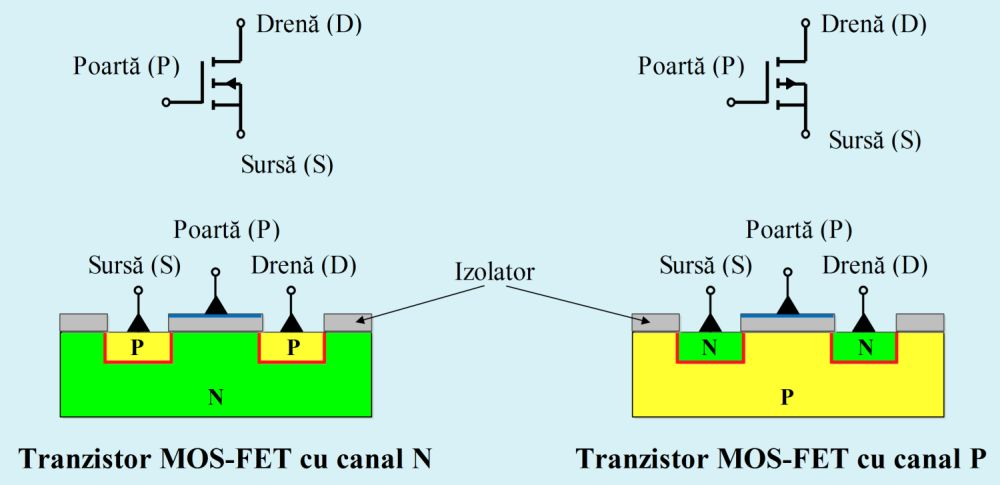 Drenă (D)
Poartă (P)
Sursă (S)
Drenă (D)
Poartă (P)
Sursă (S)
Poartă (P)
Sursă (S)
Drenă (D)
P
P
N
Izolator
Poartă (P)
Sursă (S)
Drenă (D)
N
N
P
Tranzistor MOS-FET cu canal N
Tranzistor MOS-FET cu canal P